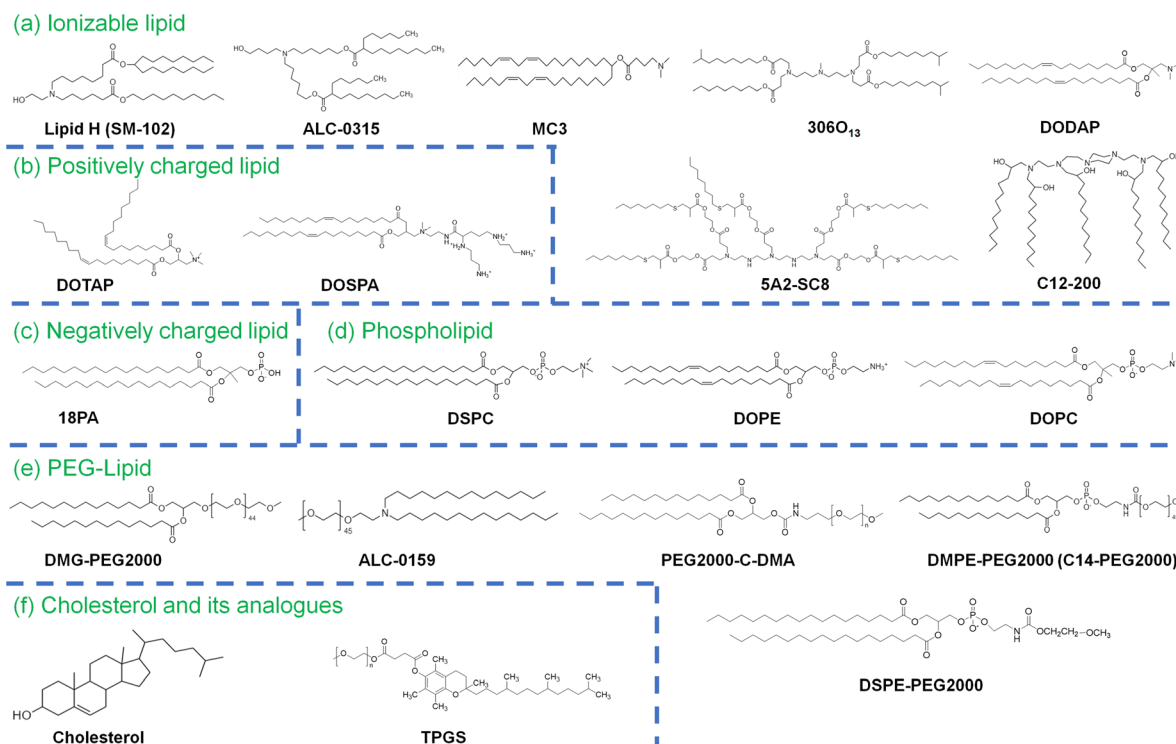 (a) Ionizable lipid
Lipid H (SM-102)
ALC-0315
MC3
306O₁₃
DODAP
(b) Positively charged lipid
DOTAP
DOSPA
5A2-SC8
C12-200
(c) Negatively charged lipid
18PA
(d) Phospholipid
DSPC
DOPE
DOPC
(e) PEG-Lipid
DMG-PEG2000
ALC-0159
PEG2000-C-DMA
DMPE-PEG2000 (C14-PEG2000)
DSPE-PEG2000
(f) Cholesterol and its analogues
Cholesterol
TPGS